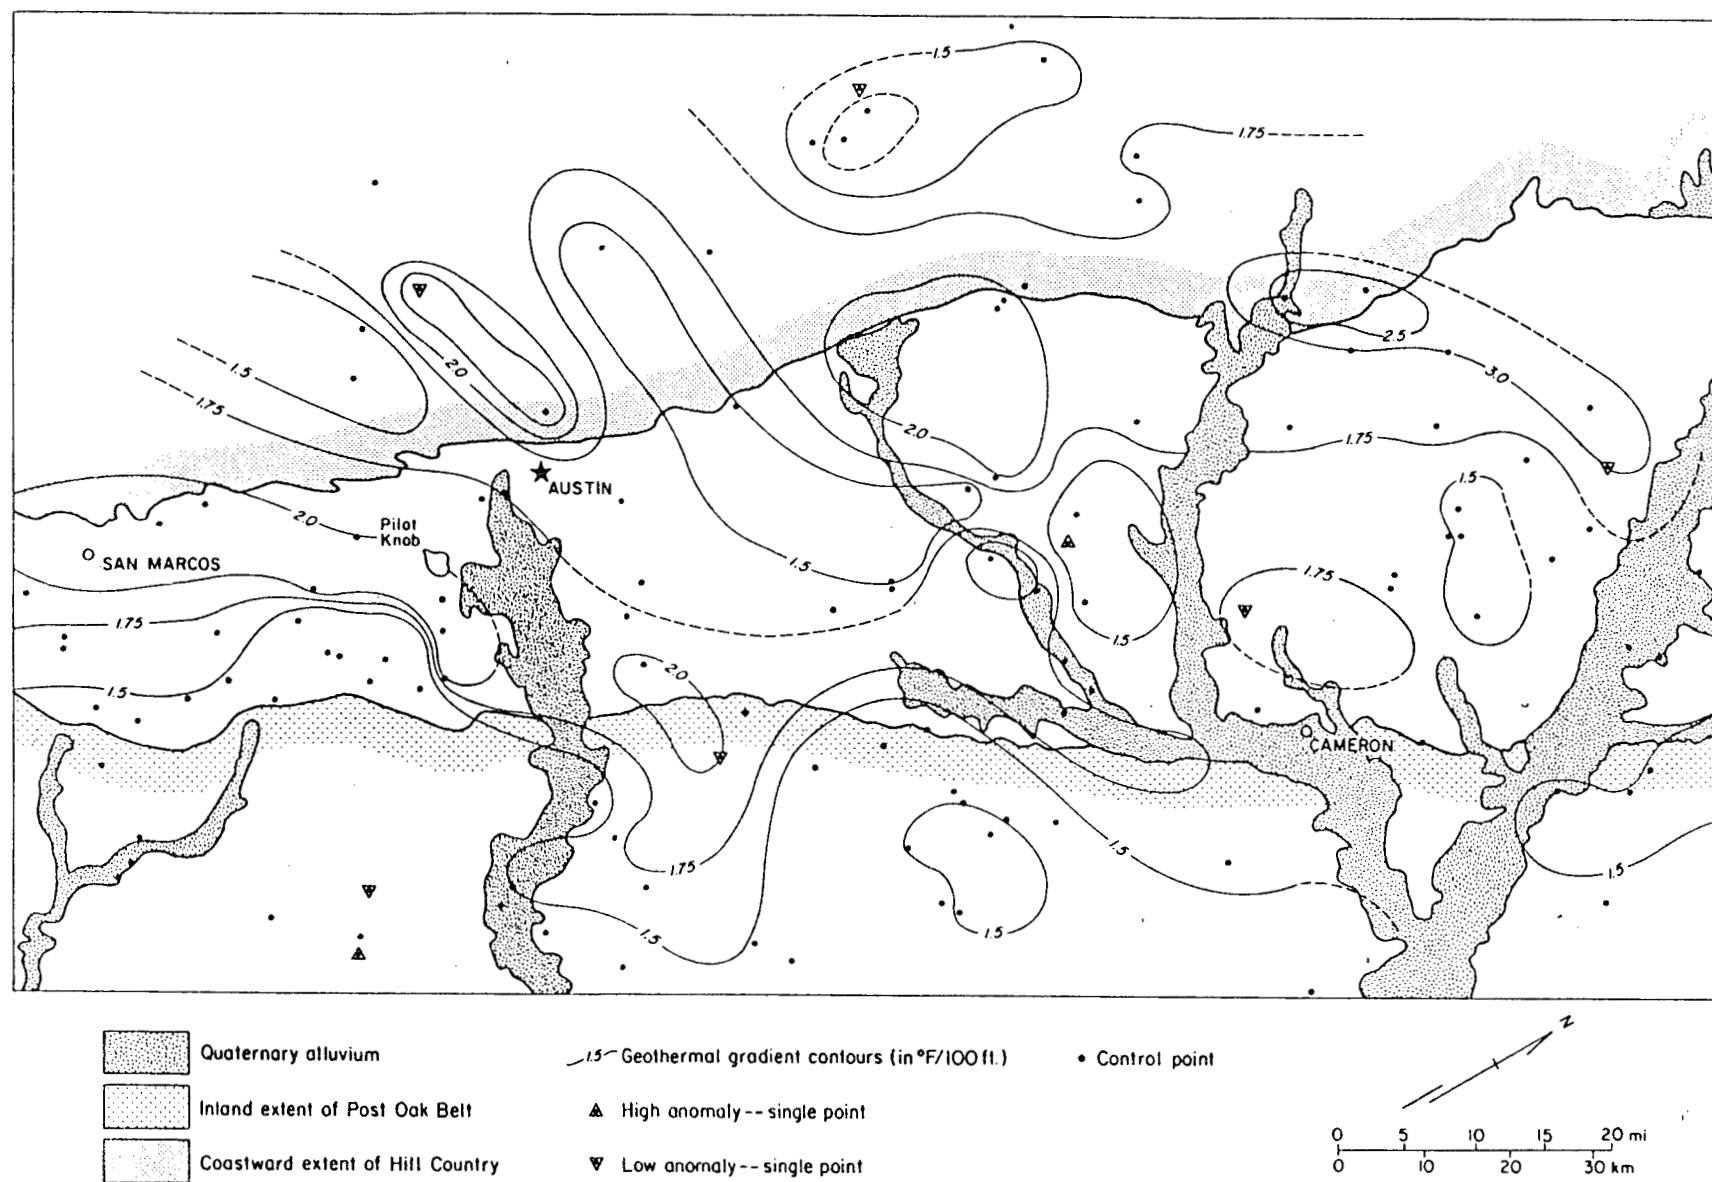 1.5
1.75
2.5
2.0
1.5
3.0
1.75
2.0
1.75
1.5
AUSTIN
2.0
Pilot
Knob
SAN MARCOS
1.5
1.75
1.75
1.5
2.0
1.5
CAMERON
1.5
1.75
1.5
1.5
1.5
Quaternary alluvium
Inland extent of Post Oak Belt
Coastward extent of Hill Country
1.5 Geothermal gradient contours (in °F/100 ft.)
High anomaly -- single point
Low anomaly -- single point
Control point
N
0 5 10 15 20 mi
0 10 20 30 km